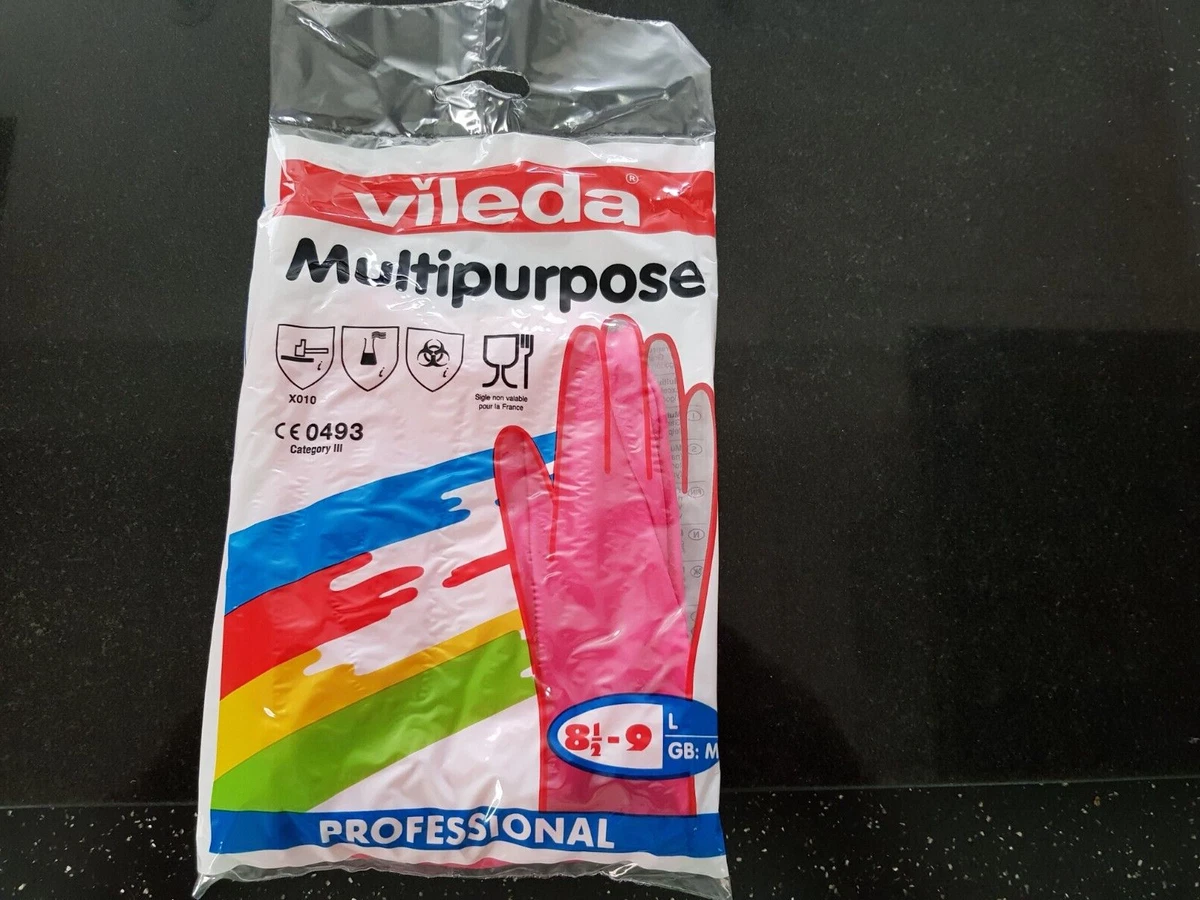 vileda®
Multipurpose
i
i
i
X010
Sigle non valable
pour la France
CE 0493
Category III
8½-9
L
GB: M
PROFESSIONAL